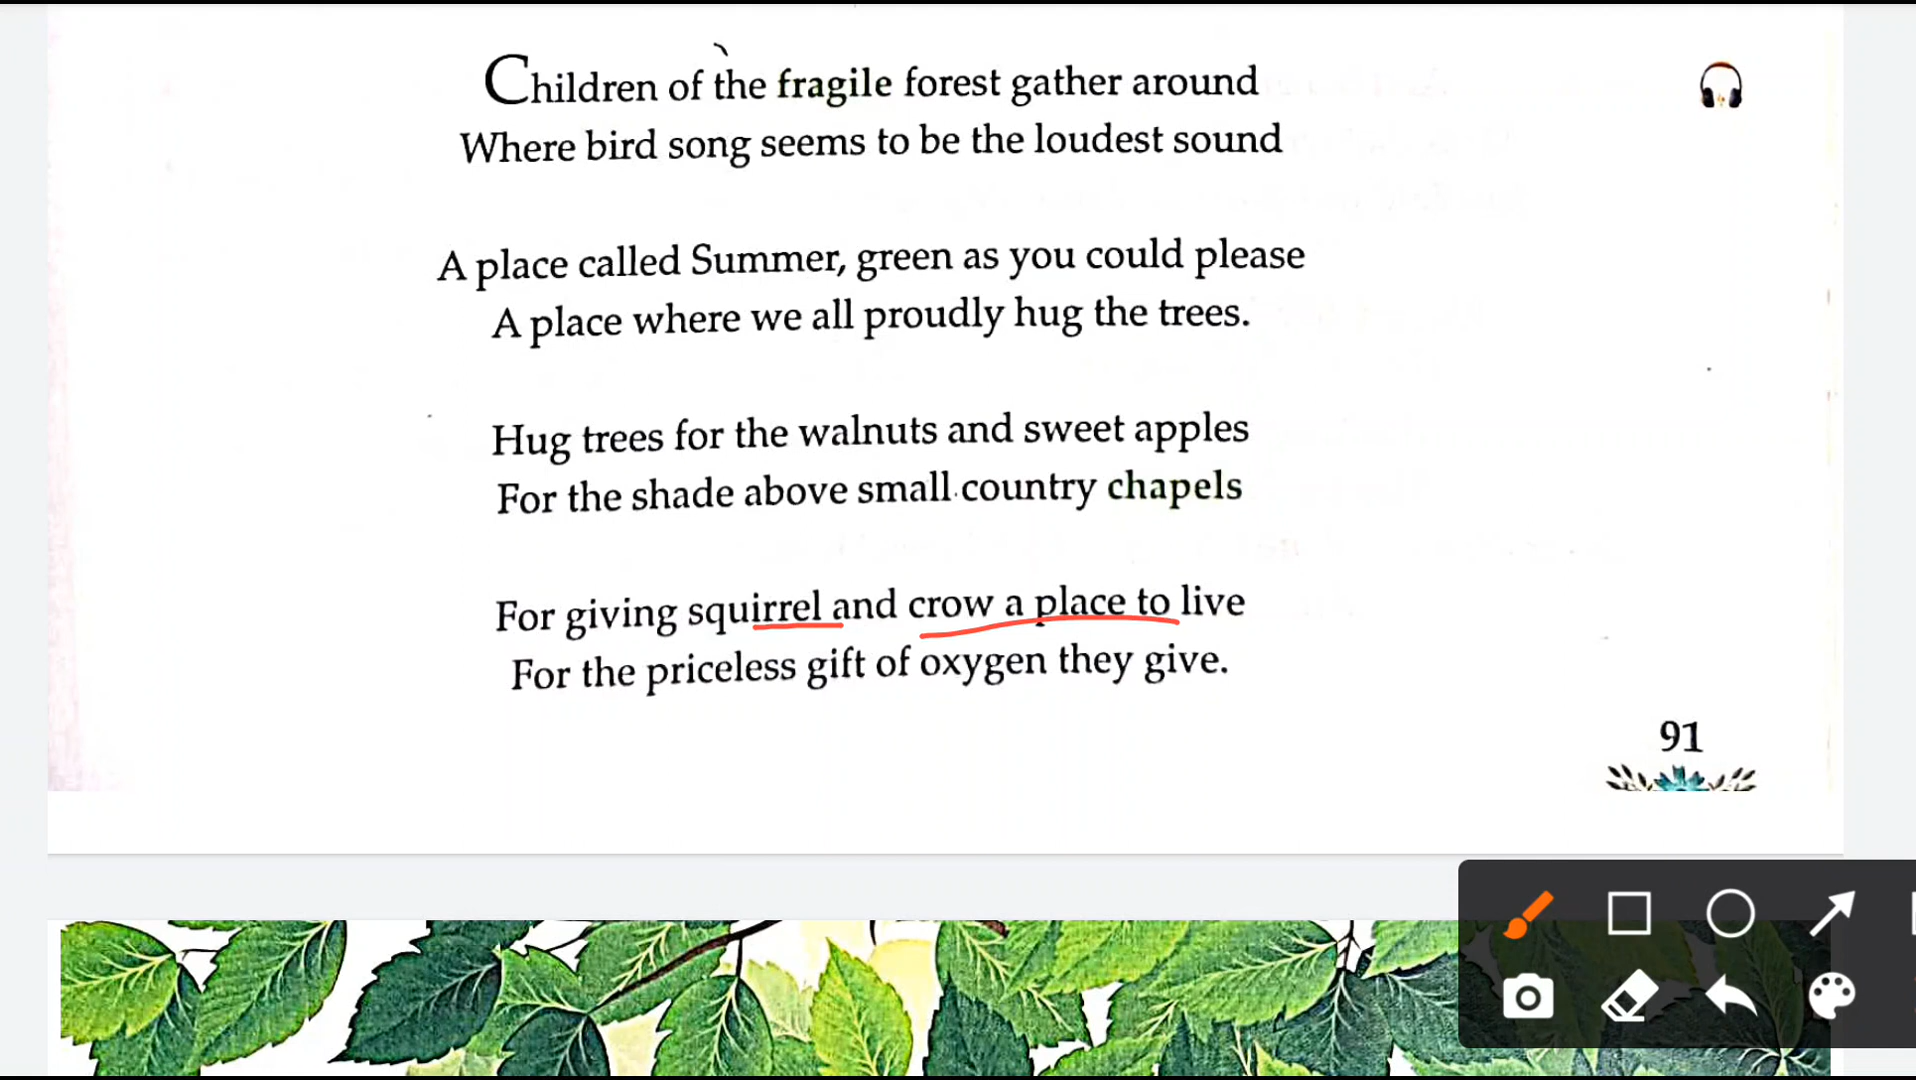 Children of the fragile forest gather around
Where bird song seems to be the loudest sound
A place called Summer, green as you could please
A place where we all proudly hug the trees.
Hug trees for the walnuts and sweet apples
For the shade above small country chapels
For giving squirrel and crow a place to live
For the priceless gift of oxygen they give.
91